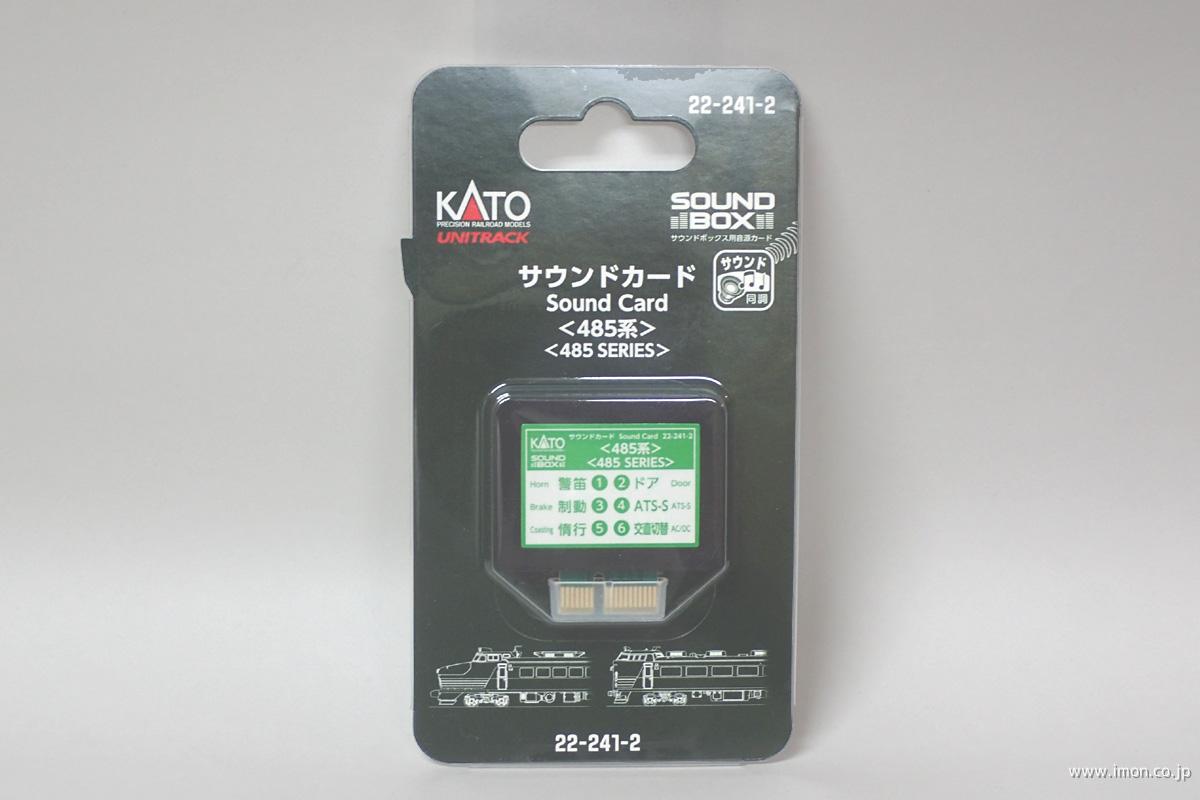 22-241-2
KATO
PRECISION RAILROAD MODELS
UNITRACK
SOUND
BOX
サウンドボックス用音源カード
サウンド
同調
サウンドカード
Sound Card
<485系>
<485 SERIES>
KATO サウンドカード Sound Card 22-241-2
SOUND BOX
<485系>
<485 SERIES>
Horn 警笛 1 2 ドア Door
Brake 制動 3 4 ATS-S ATS-S
Coasting 惰行 5 6 交直切替 AC/DC
22-241-2
www.imon.co.jp